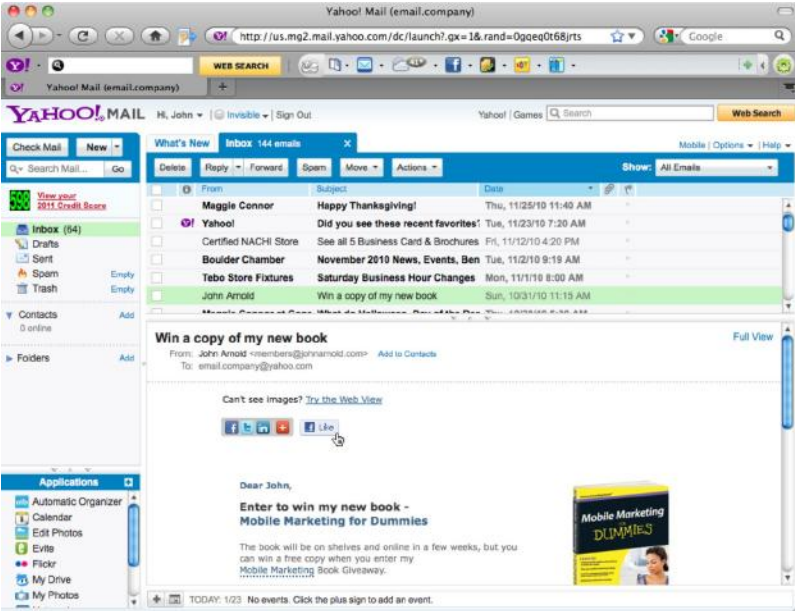 Yahoo! Mail (email.company)
http://us.mg2.mail.yahoo.com/dc/launch?.gx=1&.rand=0gqeq0t68jrts
Google
WEB SEARCH
Yahoo! Mail (email.company)
YAHOO! MAIL Hi, John Invisible Sign Out
Yahoo! Games Search Web Search
Check Mail New
What's New Inbox 144 emails X
Mobile | Options | Help
Search Mail... Go
Delete Reply Forward Spam Move Actions Show: All Emails
From Subject Date
598 View your
2011 Credit Score
Maggie Connor Happy Thanksgiving! Thu, 11/25/10 11:40 AM
Yahoo! Did you see these recent favorites? Tue, 11/23/10 7:20 AM
Certified NACHI Store See all 5 Business Card & Brochures Fri, 11/12/10 4:20 PM
Boulder Chamber November 2010 News, Events, Ben Tue, 11/2/10 9:19 AM
Tebo Store Fixtures Saturday Business Hour Changes Mon, 11/1/10 8:00 AM
John Arnold Win a copy of my new book Sun, 10/31/10 11:15 AM
Inbox (64)
Drafts
Sent
Spam Empty
Trash Empty
Contacts Add
0 online
Folders Add
Win a copy of my new book
Full View
From: John Arnold <members@johnarnold.com> Add to Contacts
To: email.company@yahoo.com
Can't see images? Try the Web View
Like
Dear John,
Enter to win my new book -
Mobile Marketing for Dummies
The book will be on shelves and online in a few weeks, but you
can win a free copy when you enter my
Mobile Marketing Book Giveaway.
Mobile Marketing
FOR
DUMMIES
Applications
Automatic Organizer
Calendar
Edit Photos
Evite
Flickr
My Drive
My Photos
TODAY: 1/23 No events. Click the plus sign to add an event.